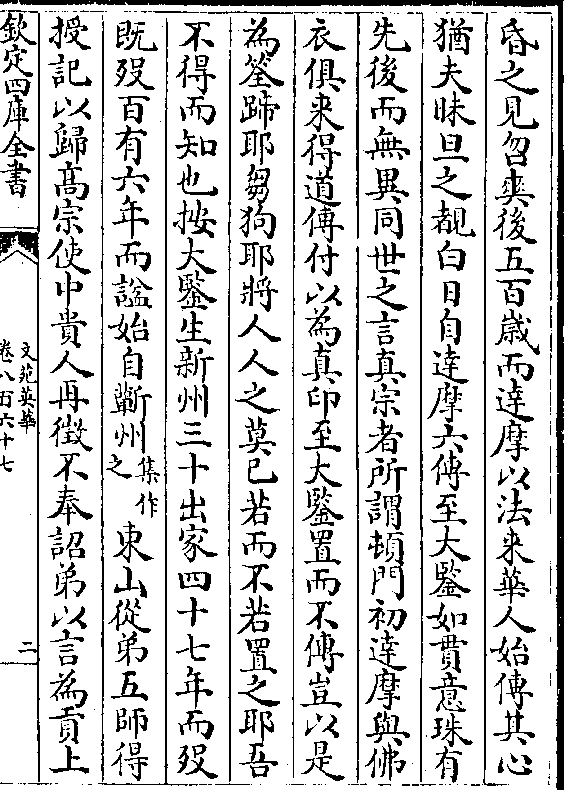 昏之見忽爽後五百歲而達摩以法来華人始傳其心
猶夫昧旦之覩白日自達摩六傳至大鑒如貫意珠有
先後而無異同世之言真宗者所謂頓門初達摩與佛
衣俱来得道傳付以為真印至大鑒置而不傳豈以是
為筌蹄耶芻狗耶將人人之莫已若而不若置之耶吾
不得而知也按大鑒生新州三十出家四十七年而歿
既歿百有六年而諡始自蘄州集作之東山從弟五師得
授記以歸髙宗使中貴人再徵不奉詔弟以言為貢上
欽定四庫全書
文苑英華
卷八百六十七
二